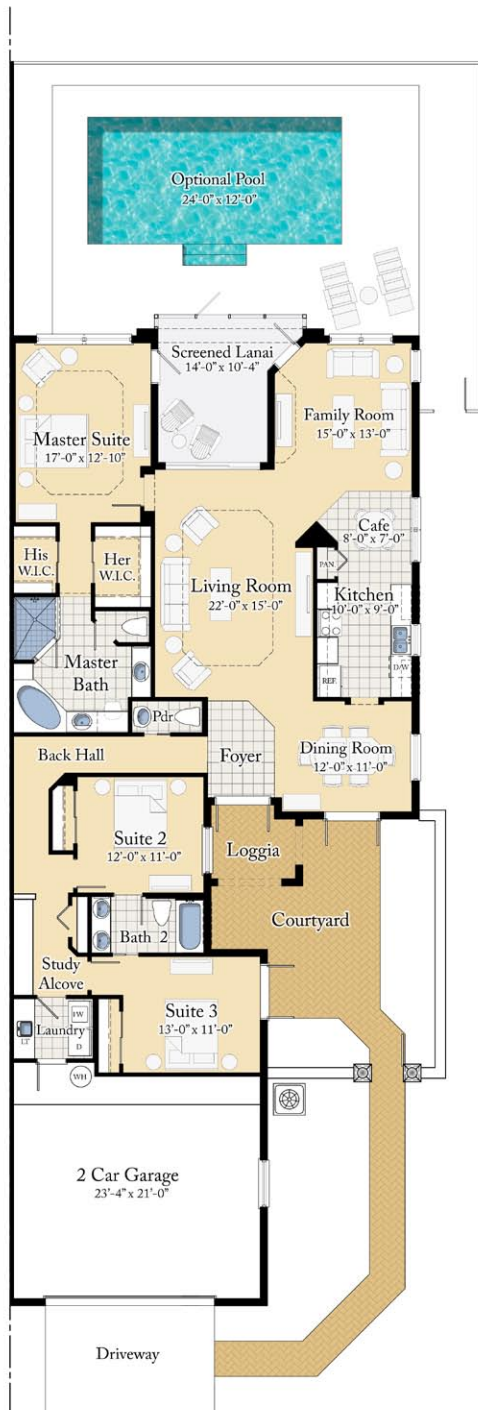 Optional Pool
24'-0" x 12'-0"
Screened Lanai
14'-0" x 10'-4"
Master Suite
17'-0" x 12'-10"
Family Room
15'-0" x 13'-0"
Cafe
8'-0" x 7'-0"
His
W.I.C.
Her
W.I.C.
Living Room
22'-0" x 15'-0"
PAN
Kitchen
10'-0" x 9'-0"
D/W
REF.
Master
Bath
Pdr
Back Hall
Foyer
Dining Room
12'-0" x 11'-0"
Suite 2
12'-0" x 11'-0"
Loggia
Courtyard
Bath 2
Study
Alcove
Suite 3
13'-0" x 11'-0"
Laundry
W
LT
D
WH
2 Car Garage
23'-4" x 21'-0"
Driveway